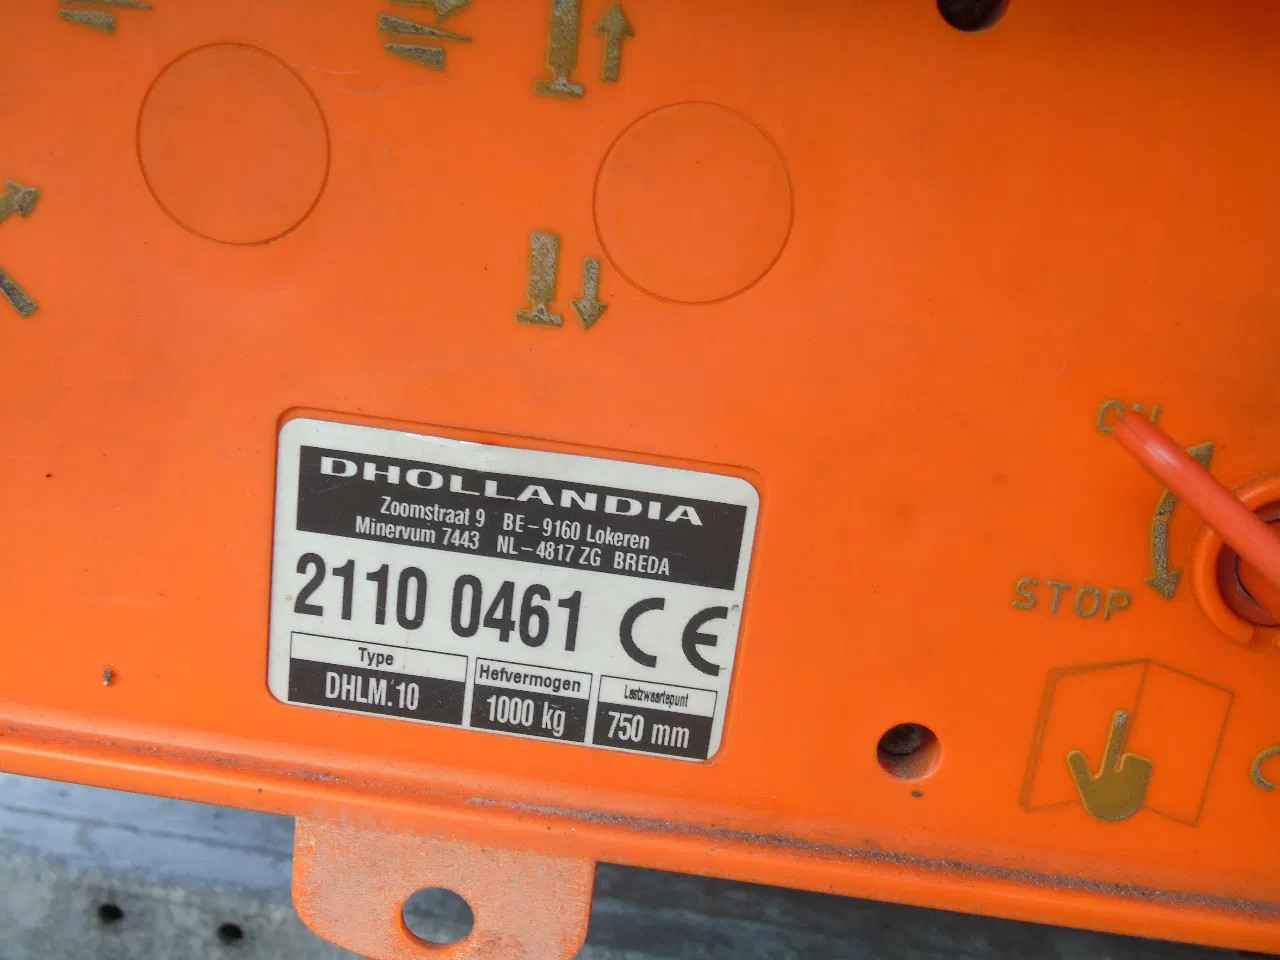 ON
STOP
DHOLLANDIA
Zoomstraat 9 BE-9160 Lokeren
Minervum 7443 NL-4817 ZG BREDA
2110 0461 CE
Type Hefvermogen Lastzwaartepunt
DHLM.10 1000 kg 750 mm